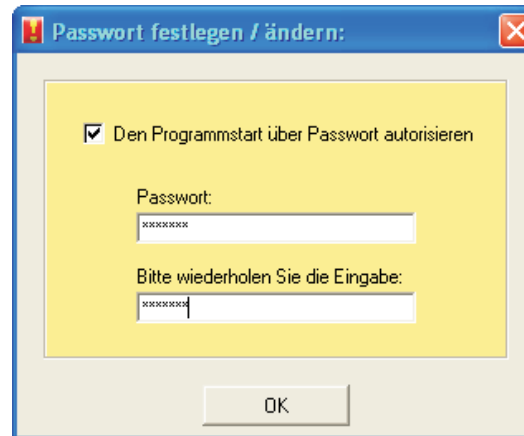 Passwort festlegen / ändern:
Den Programmstart über Passwort autorisieren
Passwort:
*******
Bitte wiederholen Sie die Eingabe:
*******
OK